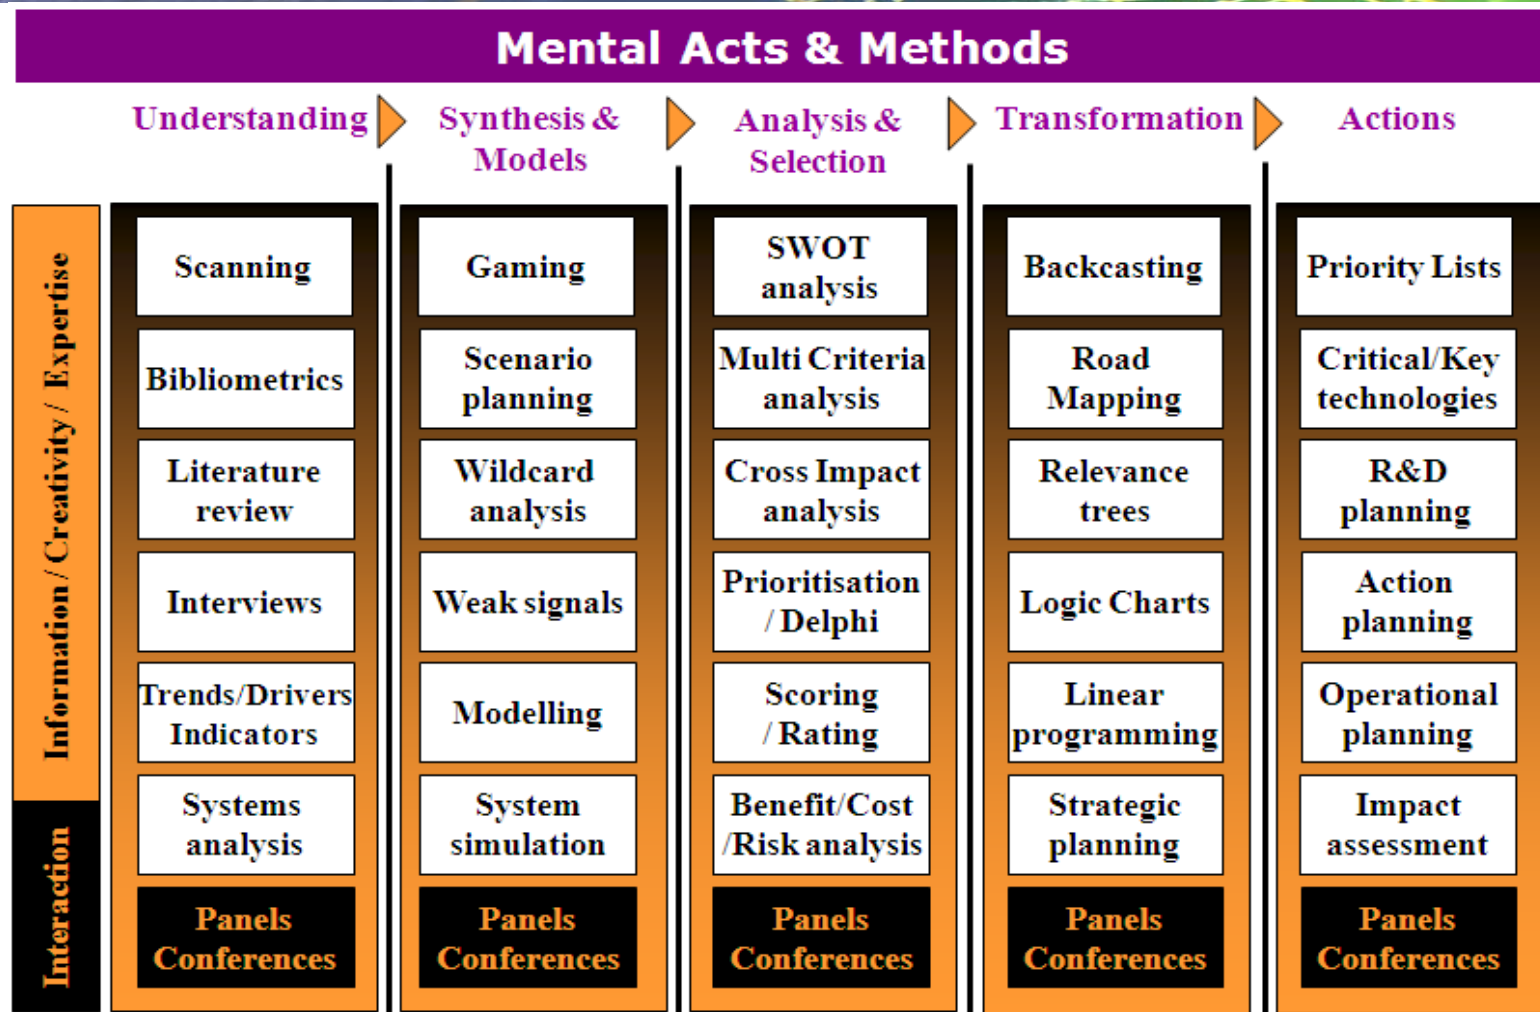 Mental Acts & Methods
Understanding
Synthesis &
Models
Analysis &
Selection
Transformation
Actions
Information / Creativity / Expertise
Interaction
Scanning
Bibliometrics
Literature
review
Interviews
Trends/Drivers
Indicators
Systems
analysis
Panels
Conferences
Gaming
Scenario
planning
Wildcard
analysis
Weak signals
Modelling
System
simulation
Panels
Conferences
SWOT
analysis
Multi Criteria
analysis
Cross Impact
analysis
Prioritisation
/ Delphi
Scoring
/ Rating
Benefit/Cost
/Risk analysis
Panels
Conferences
Backcasting
Road
Mapping
Relevance
trees
Logic Charts
Linear
programming
Strategic
planning
Panels
Conferences
Priority Lists
Critical/Key
technologies
R&D
planning
Action
planning
Operational
planning
Impact
assessment
Panels
Conferences